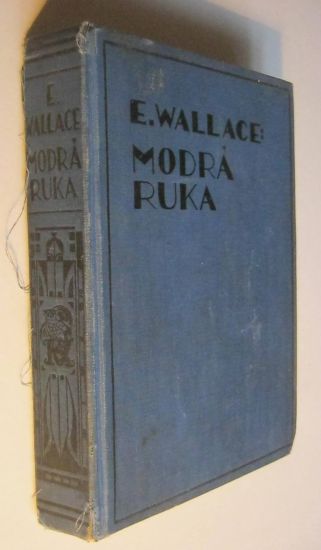 E.
WALLACE:
MODRÁ
RUKA
E. WALLACE:
MODRÁ
RUKA